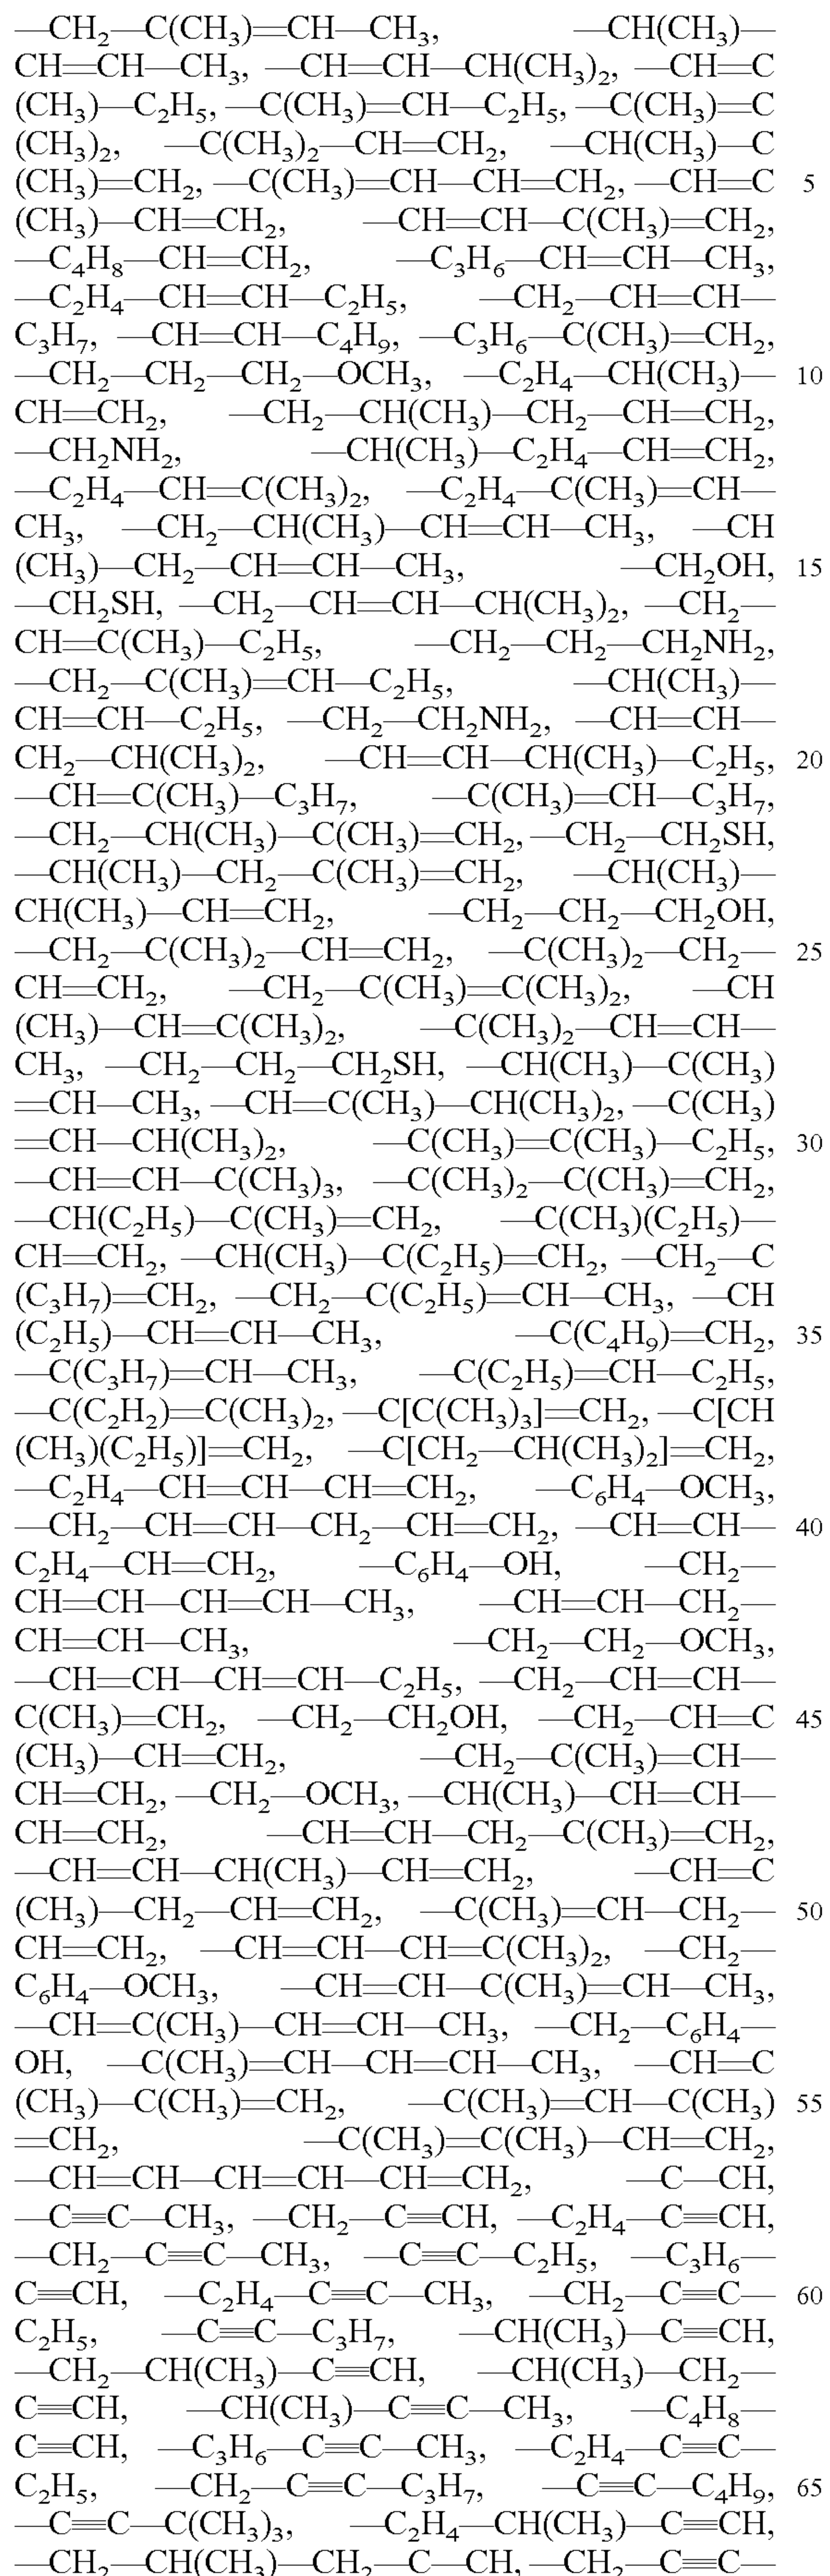 —CH₂—C(CH₃)═CH—CH₃, —CH(CH₃)—
CH═CH—CH₃, —CH═CH—CH(CH₃)₂, —CH═C
(CH₃)—C₂H₅, —C(CH₃)═CH—C₂H₅, —C(CH₃)═C
(CH₃)₂, —C(CH₃)₂—CH═CH₂, —CH(CH₃)—C
(CH₃)═CH₂, —C(CH₃)═CH—CH═CH₂, —CH═C 5
(CH₃)—CH═CH₂, —CH═CH—C(CH₃)═CH₂,
—C₄H₈—CH═CH₂, —C₃H₆—CH═CH—CH₃,
—C₂H₄—CH═CH—C₂H₅, —CH₂—CH═CH—
C₃H₇, —CH═CH—C₄H₉, —C₃H₆—C(CH₃)═CH₂,
—CH₂—CH₂—CH₂—OCH₃, —C₂H₄—CH(CH₃)— 10
CH═CH₂, —CH₂—CH(CH₃)—CH₂—CH═CH₂,
—CH₂NH₂, —CH(CH₃)—C₂H₄—CH═CH₂,
—C₂H₄—CH═C(CH₃)₂, —C₂H₄—C(CH₃)═CH—
CH₃, —CH₂—CH(CH₃)—CH═CH—CH₃, —CH
(CH₃)—CH₂—CH═CH—CH₃, —CH₂OH, 15
—CH₂SH, —CH₂—CH═CH—CH(CH₃)₂, —CH₂—
CH═C(CH₃)—C₂H₅, —CH₂—CH₂—CH₂NH₂,
—CH₂—C(CH₃)═CH—C₂H₅, —CH(CH₃)—
CH═CH—C₂H₅, —CH₂—CH₂NH₂, —CH═CH—
CH₂—CH(CH₃)₂, —CH═CH—CH(CH₃)—C₂H₅, 20
—CH═C(CH₃)—C₃H₇, —C(CH₃)═CH—C₃H₇,
—CH₂—CH(CH₃)—C(CH₃)═CH₂, —CH₂—CH₂SH,
—CH(CH₃)—CH₂—C(CH₃)═CH₂, —CH(CH₃)—
CH(CH₃)—CH═CH₂, —CH₂—CH₂—CH₂OH,
—CH₂—C(CH₃)₂—CH═CH₂, —C(CH₃)₂—CH₂— 25
CH═CH₂, —CH₂—C(CH₃)═C(CH₃)₂, —CH
(CH₃)—CH═C(CH₃)₂, —C(CH₃)₂—CH═CH—
CH₃, —CH₂—CH₂—CH₂SH, —CH(CH₃)—C(CH₃)
═CH—CH₃, —CH═C(CH₃)—CH(CH₃)₂, —C(CH₃)
═CH—CH(CH₃)₂, —C(CH₃)═C(CH₃)—C₂H₅, 30
—CH═CH—C(CH₃)₃, —C(CH₃)₂—C(CH₃)═CH₂,
—CH(C₂H₅)—C(CH₃)═CH₂, —C(CH₃)(C₂H₅)—
CH═CH₂, —CH(CH₃)—C(C₂H₅)═CH₂, —CH₂—C
(C₃H₇)═CH₂, —CH₂—C(C₂H₅)═CH—CH₃, —CH
(C₂H₅)—CH═CH—CH₃, —C(C₄H₉)═CH₂, 35
—C(C₃H₇)═CH—CH₃, —C(C₂H₅)═CH—C₂H₅,
—C(C₂H₂)═C(CH₃)₂, —C[C(CH₃)₃]═CH₂, —C[CH
(CH₃)(C₂H₅)]═CH₂, —C[CH₂—CH(CH₃)₂]═CH₂,
—C₂H₄—CH═CH—CH═CH₂, —C₆H₄—OCH₃,
—CH₂—CH═CH—CH₂—CH═CH₂, —CH═CH— 40
C₂H₄—CH═CH₂, —C₆H₄—OH, —CH₂—
CH═CH—CH═CH—CH₃, —CH═CH—CH₂—
CH═CH—CH₃, —CH₂—CH₂—OCH₃,
—CH═CH—CH═CH—C₂H₅, —CH₂—CH═CH—
C(CH₃)═CH₂, —CH₂—CH₂OH, —CH₂—CH═C 45
(CH₃)—CH═CH₂, —CH₂—C(CH₃)═CH—
CH═CH₂, —CH₂—OCH₃, —CH(CH₃)—CH═CH—
CH═CH₂, —CH═CH—CH₂—C(CH₃)═CH₂,
—CH═CH—CH(CH₃)—CH═CH₂, —CH═C
(CH₃)—CH₂—CH═CH₂, —C(CH₃)═CH—CH₂— 50
CH═CH₂, —CH═CH—CH═C(CH₃)₂, —CH₂—
C₆H₄—OCH₃, —CH═CH—C(CH₃)═CH—CH₃,
—CH═C(CH₃)—CH═CH—CH₃, —CH₂—C₆H₄—
OH, —C(CH₃)═CH—CH═CH—CH₃, —CH═C
(CH₃)—C(CH₃)═CH₂, —C(CH₃)═CH—C(CH₃) 55
═CH₂, —C(CH₃)═C(CH₃)—CH═CH₂,
—CH═CH—CH═CH—CH═CH₂, —C—CH,
—C≡C—CH₃, —CH₂—C≡CH, —C₂H₄—C≡CH,
—CH₂—C≡C—CH₃, —C≡C—C₂H₅, —C₃H₆—
C≡CH, —C₂H₄—C≡C—CH₃, —CH₂—C≡C— 60
C₂H₅, —C≡C—C₃H₇, —CH(CH₃)—C≡CH,
—CH₂—CH(CH₃)—C≡CH, —CH(CH₃)—CH₂—
C≡CH, —CH(CH₃)—C≡C—CH₃, —C₄H₈—
C≡CH, —C₃H₆—C≡C—CH₃, —C₂H₄—C≡C—
C₂H₅, —CH₂—C≡C—C₃H₇, —C≡C—C₄H₉, 65
—C≡C—C(CH₃)₃, —C₂H₄—CH(CH₃)—C≡CH,
—CH₂—CH(CH₃)—CH₂—C—CH, —CH₂—C≡C—